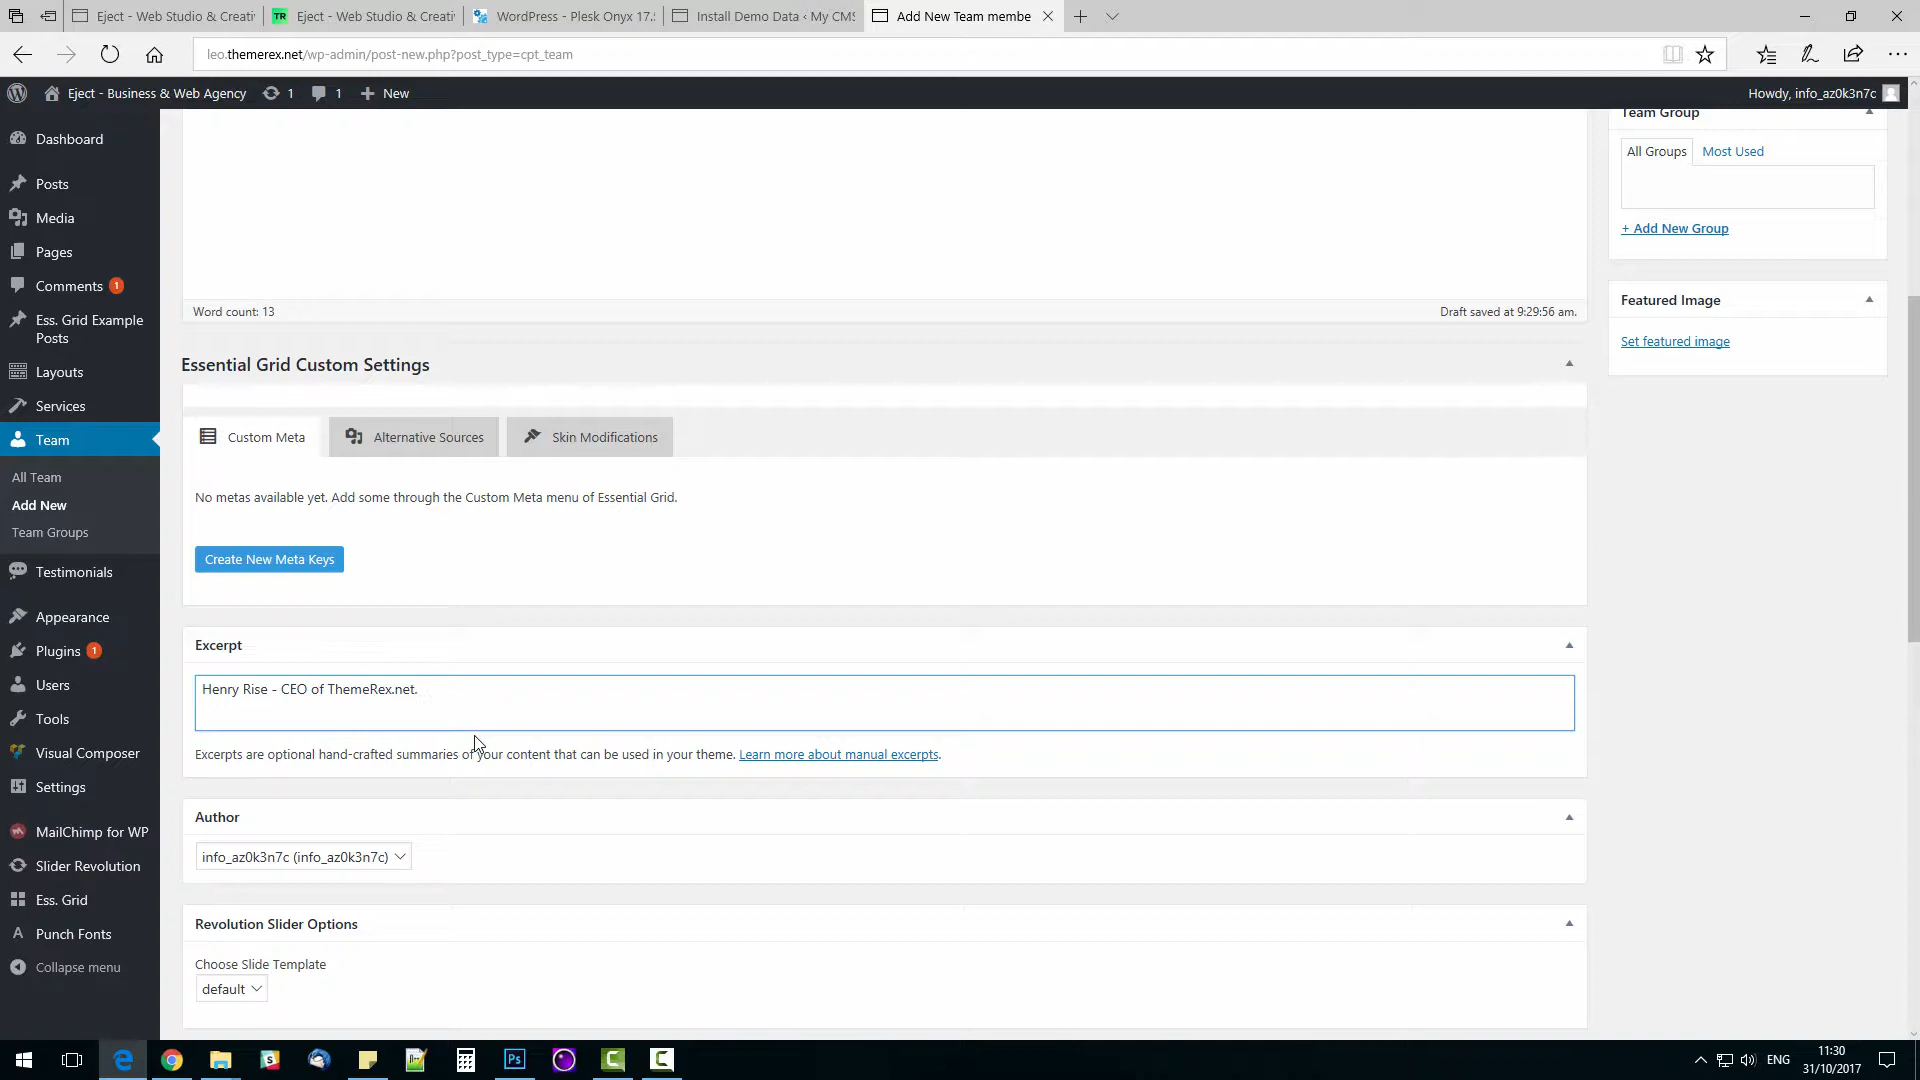 Eject - Web Studio & Creati
TR
Eject - Web Studio & Creati
WordPress - Plesk Onyx 17.
Install Demo Data ‹ My CMS
Add New Team membe
leo.themerex.net/wp-admin/post-new.php?post_type=cpt_team
Eject - Business & Web Agency
1
1
New
Howdy, info_az0k3n7c
Dashboard
Posts
Media
Pages
Comments 1
Ess. Grid Example
Posts
Layouts
Services
Team
All Team
Add New
Team Groups
Testimonials
Appearance
Plugins 1
Users
Tools
Visual Composer
Settings
MailChimp for WP
Slider Revolution
Ess. Grid
Punch Fonts
Collapse menu
Word count: 13
Draft saved at 9:29:56 am.
Essential Grid Custom Settings
Custom Meta
Alternative Sources
Skin Modifications
No metas available yet. Add some through the Custom Meta menu of Essential Grid.
Create New Meta Keys
Excerpt
Henry Rise - CEO of ThemeRex.net.
Excerpts are optional hand-crafted summaries of your content that can be used in your theme. Learn more about manual excerpts.
Author
info_az0k3n7c (info_az0k3n7c)
Revolution Slider Options
Choose Slide Template
default
Team Group
All Groups
Most Used
+ Add New Group
Featured Image
Set featured image
Ps
ENG
11:30
31/10/2017